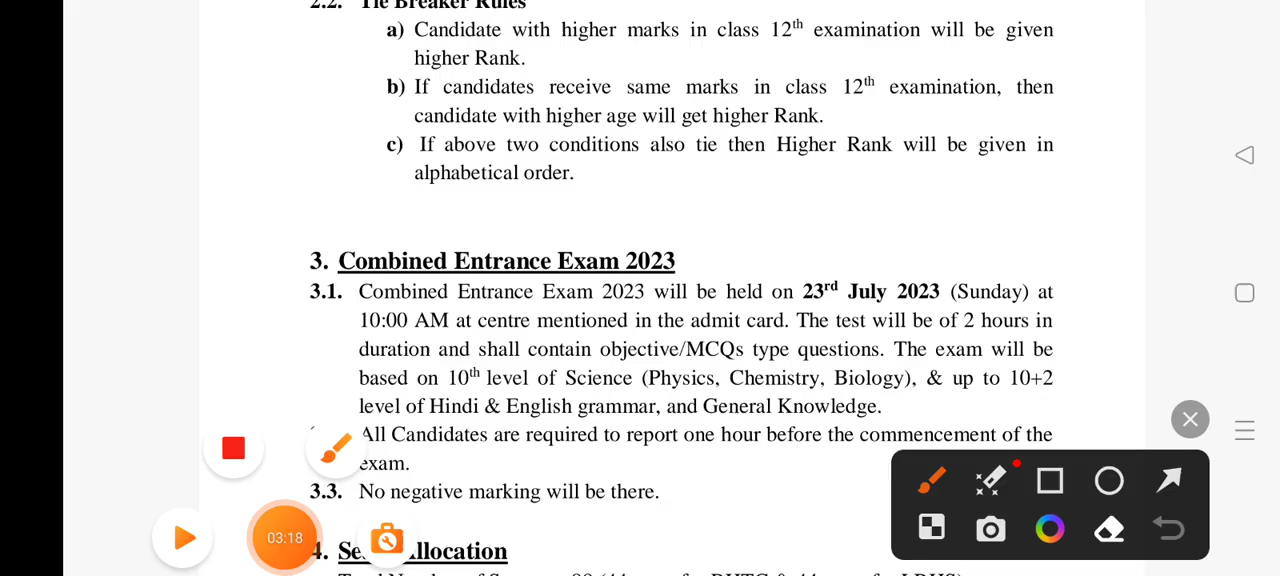 2.2. Tie Breaker Rules
a) Candidate with higher marks in class 12th examination will be given
higher Rank.
b) If candidates receive same marks in class 12th examination, then
candidate with higher age will get higher Rank.
c) If above two conditions also tie then Higher Rank will be given in
alphabetical order.
3. Combined Entrance Exam 2023
3.1. Combined Entrance Exam 2023 will be held on 23rd July 2023 (Sunday) at
10:00 AM at centre mentioned in the admit card. The test will be of 2 hours in
duration and shall contain objective/MCQs type questions. The exam will be
based on 10th level of Science (Physics, Chemistry, Biology), & up to 10+2
level of Hindi & English grammar, and General Knowledge.
All Candidates are required to report one hour before the commencement of the
exam.
3.3. No negative marking will be there.
03:18
4.